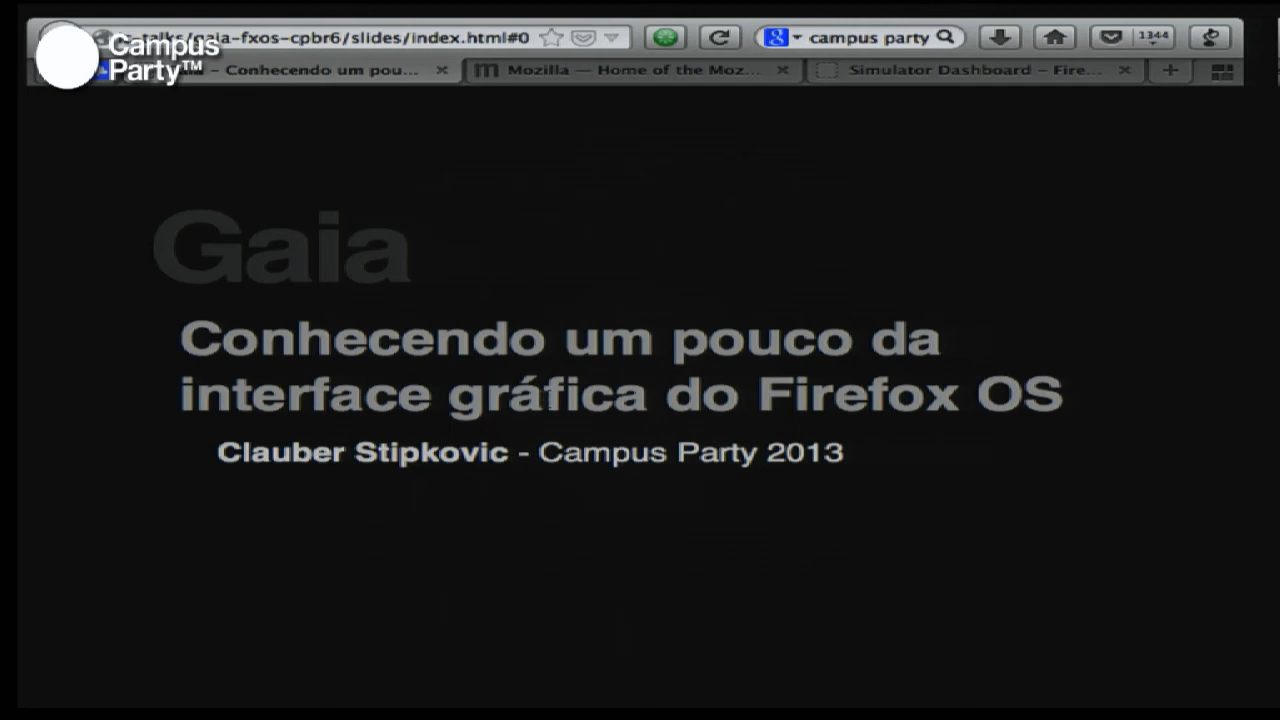 Campus
Party™
-talks/gaia-fxos-cpbr6/slides/index.html#0
campus party
1344
– Conhecendo um pou...
Mozilla — Home of the Moz...
Simulator Dashboard – Fire...
Gaia
Conhecendo um pouco da
interface gráfica do Firefox OS
Clauber Stipkovic - Campus Party 2013